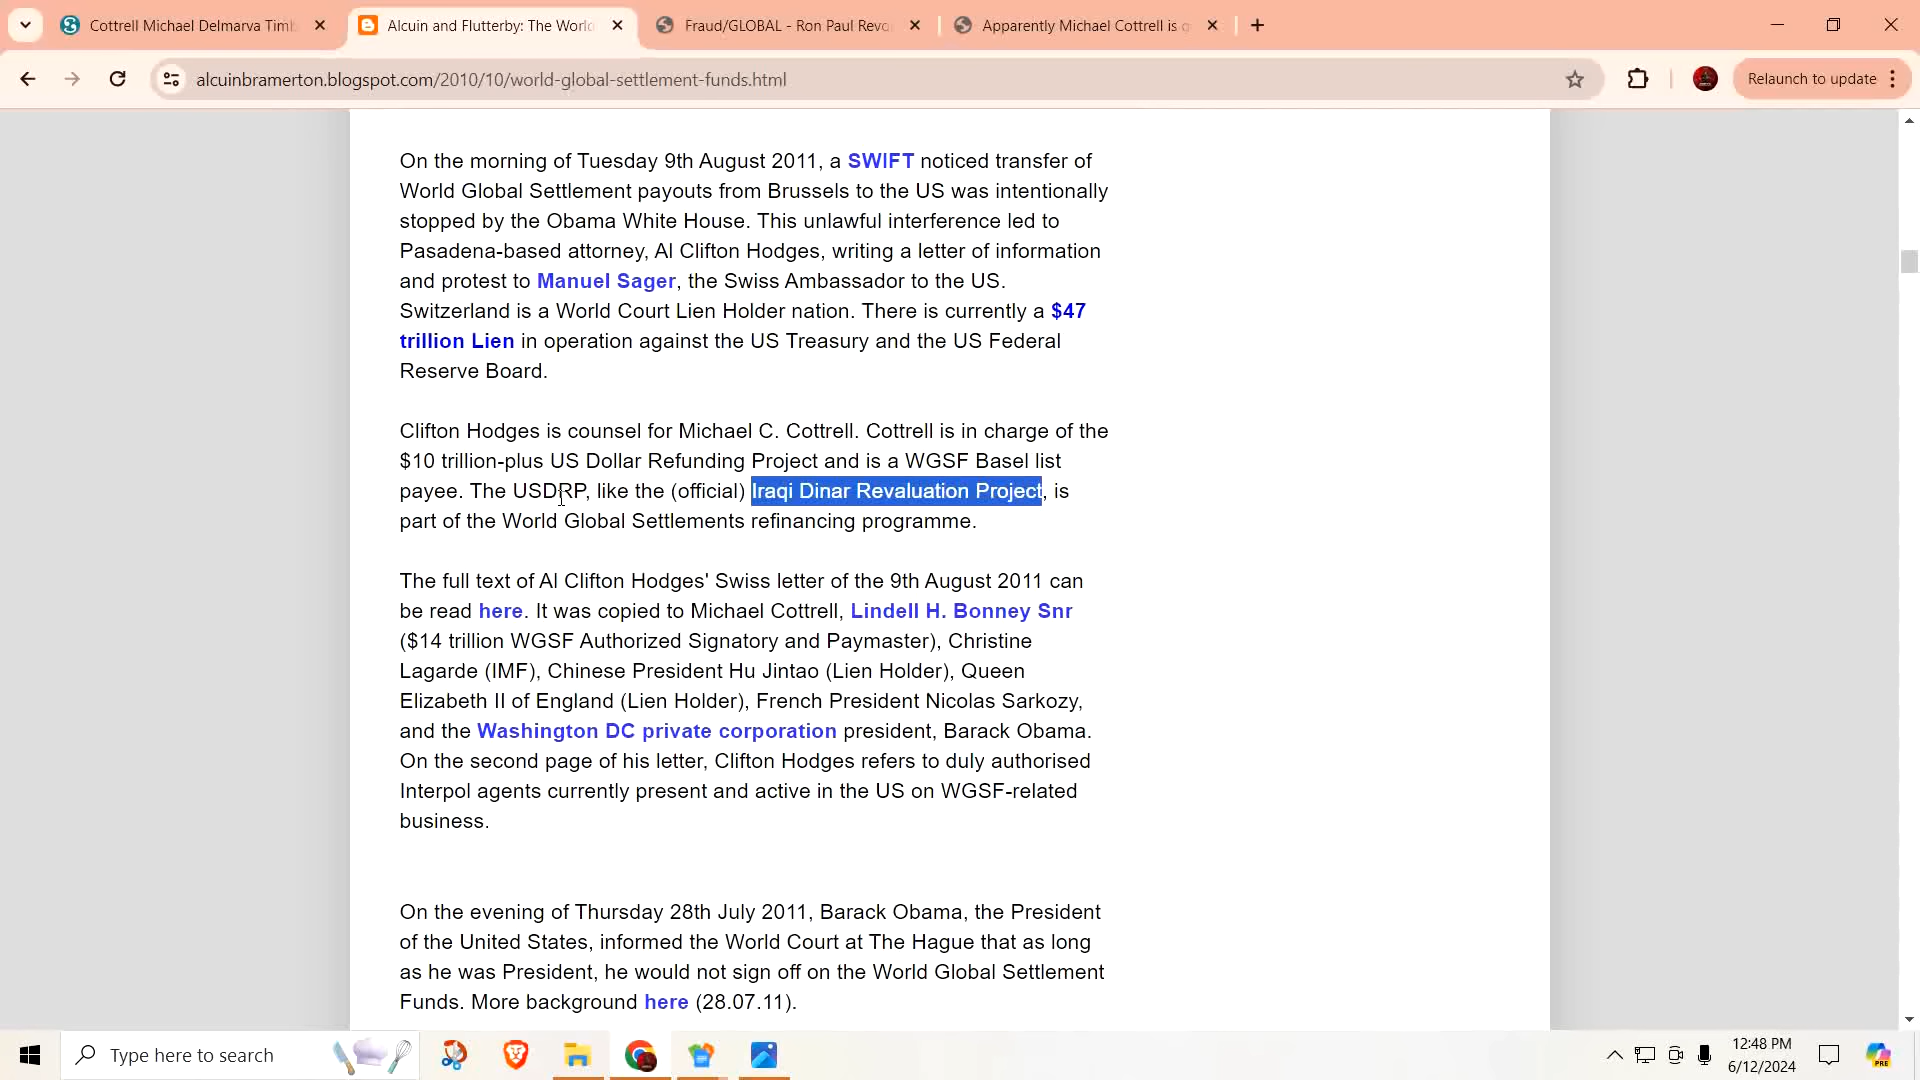 Cottrell Michael Delmarva Timb
Alcuin and Flutterby: The World
Fraud/GLOBAL - Ron Paul Revo
Apparently Michael Cottrell is q
alcuinbramerton.blogspot.com/2010/10/world-global-settlement-funds.html
Relaunch to update
On the morning of Tuesday 9th August 2011, a SWIFT noticed transfer of
World Global Settlement payouts from Brussels to the US was intentionally
stopped by the Obama White House. This unlawful interference led to
Pasadena-based attorney, Al Clifton Hodges, writing a letter of information
and protest to Manuel Sager, the Swiss Ambassador to the US.
Switzerland is a World Court Lien Holder nation. There is currently a $47
trillion Lien in operation against the US Treasury and the US Federal
Reserve Board.
Clifton Hodges is counsel for Michael C. Cottrell. Cottrell is in charge of the
$10 trillion-plus US Dollar Refunding Project and is a WGSF Basel list
payee. The USDRP, like the (official) Iraqi Dinar Revaluation Project, is
part of the World Global Settlements refinancing programme.
The full text of Al Clifton Hodges' Swiss letter of the 9th August 2011 can
be read here. It was copied to Michael Cottrell, Lindell H. Bonney Snr
($14 trillion WGSF Authorized Signatory and Paymaster), Christine
Lagarde (IMF), Chinese President Hu Jintao (Lien Holder), Queen
Elizabeth II of England (Lien Holder), French President Nicolas Sarkozy,
and the Washington DC private corporation president, Barack Obama.
On the second page of his letter, Clifton Hodges refers to duly authorised
Interpol agents currently present and active in the US on WGSF-related
business.
On the evening of Thursday 28th July 2011, Barack Obama, the President
of the United States, informed the World Court at The Hague that as long
as he was President, he would not sign off on the World Global Settlement
Funds. More background here (28.07.11).
Type here to search
12:48 PM
6/12/2024
PRE